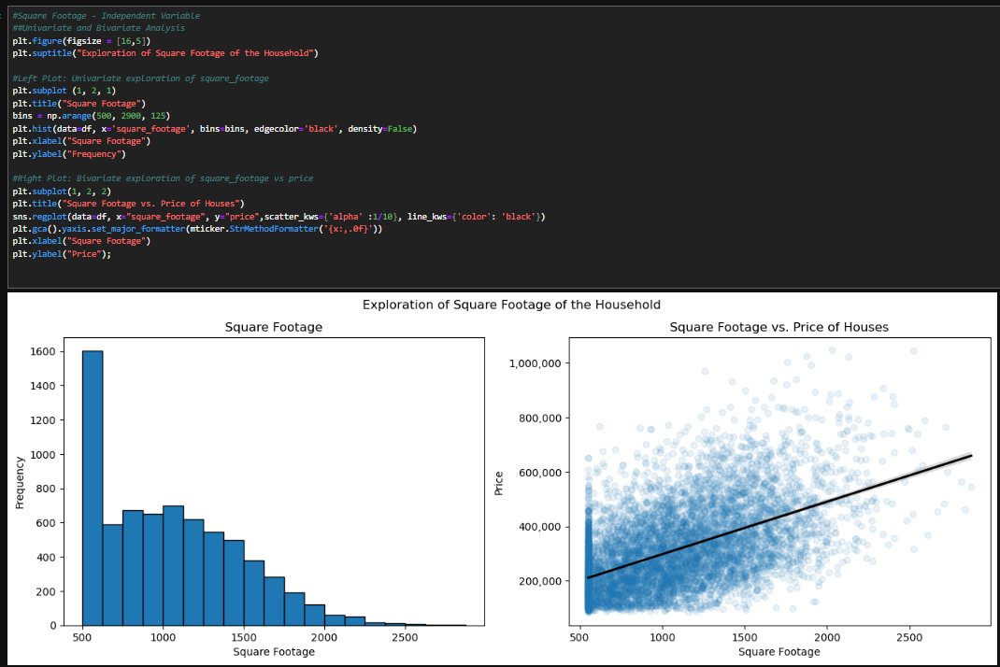 #Square Footage - Independent Variable
##Univariate and Bivariate Analysis
plt.figure(figsize = [16,5])
plt.suptitle("Exploration of Square Footage of the Household")
#Left Plot: Univariate exploration of square_footage
plt.subplot (1, 2, 1)
plt.title("Square Footage")
bins = np.arange(500, 2900, 125)
plt.hist(data=df, x='square_footage', bins=bins, edgecolor='black', density=False)
plt.xlabel("Square Footage")
plt.ylabel("Frequency")
#Right Plot: Bivariate exploration of square_footage vs price
plt.subplot(1, 2, 2)
plt.title("Square Footage vs. Price of Houses")
sns.regplot(data=df, x="square_footage", y="price",scatter_kws={'alpha' :1/10}, line_kws={'color': 'black'})
plt.gca().yaxis.set_major_formatter(mticker.StrMethodFormatter('{x:,.0f}'))
plt.xlabel("Square Footage")
plt.ylabel("Price");
Exploration of Square Footage of the Household
Square Footage
1600
1400
1200
1000
800
600
400
200
0
Frequency
500 1000 1500 2000 2500
Square Footage
Square Footage vs. Price of Houses
1,000,000
800,000
600,000
400,000
200,000
Price
500 1000 1500 2000 2500
Square Footage